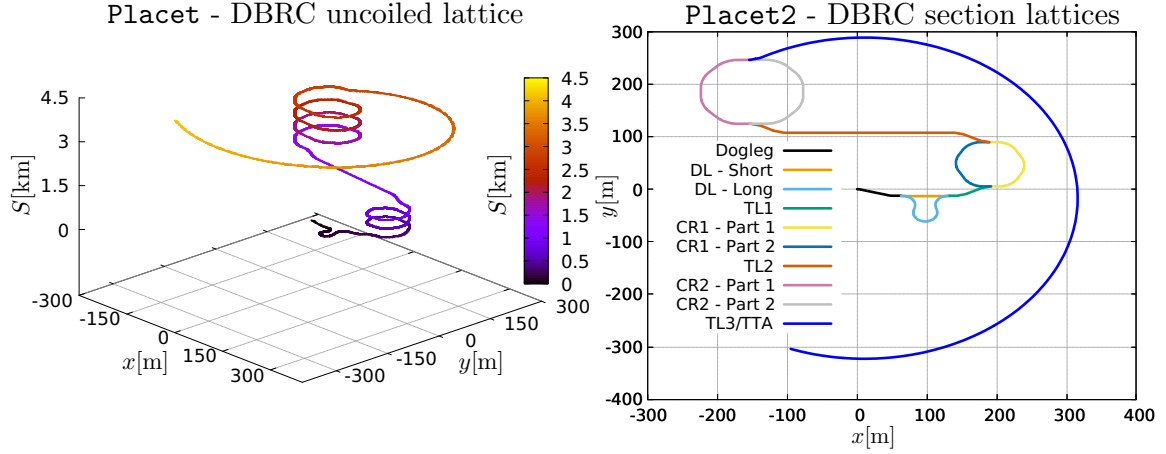 Placet - DBRC uncoiled lattice
4.5
3
1.5
0
S[km]
-300
-150
0
150
300
x[m]
-300
-150
0
150
300
y[m]
4.5
4
3.5
3
2.5
2
1.5
1
0.5
0
S[km]
Placet2 - DBRC section lattices
300
200
100
0
-100
-200
-300
-400
y[m]
Dogleg
DL - Short
DL - Long
TL1
CR1 - Part 1
CR1 - Part 2
TL2
CR2 - Part 1
CR2 - Part 2
TL3/TTA
-300
-200
-100
0
100
200
300
400
x[m]